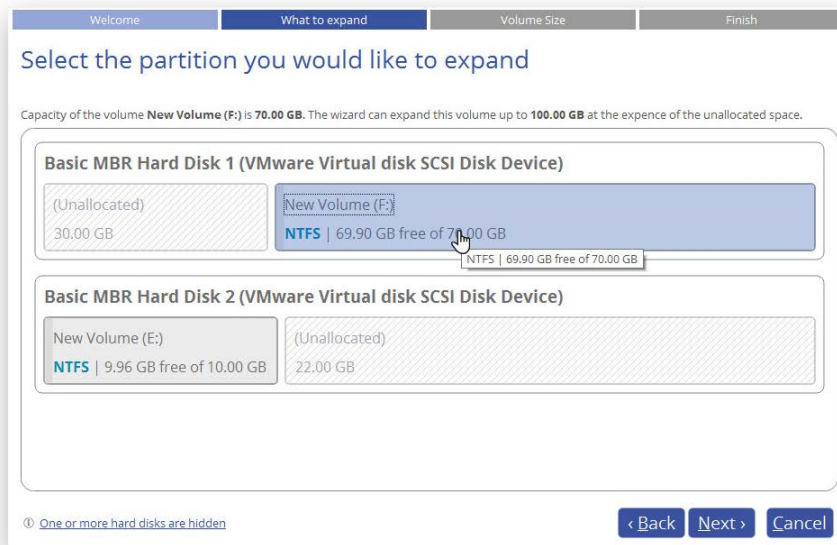 Welcome
What to expand
Volume Size
Finish
Select the partition you would like to expand
Capacity of the volume New Volume (F:) is 70.00 GB. The wizard can expand this volume up to 100.00 GB at the expence of the unallocated space.
Basic MBR Hard Disk 1 (VMware Virtual disk SCSI Disk Device)
(Unallocated)
30.00 GB
New Volume (F:)
NTFS | 69.90 GB free of 70.00 GB
NTFS | 69.90 GB free of 70.00 GB
Basic MBR Hard Disk 2 (VMware Virtual disk SCSI Disk Device)
New Volume (E:)
NTFS | 9.96 GB free of 10.00 GB
(Unallocated)
22.00 GB
One or more hard disks are hidden
‹ Back
Next ›
Cancel